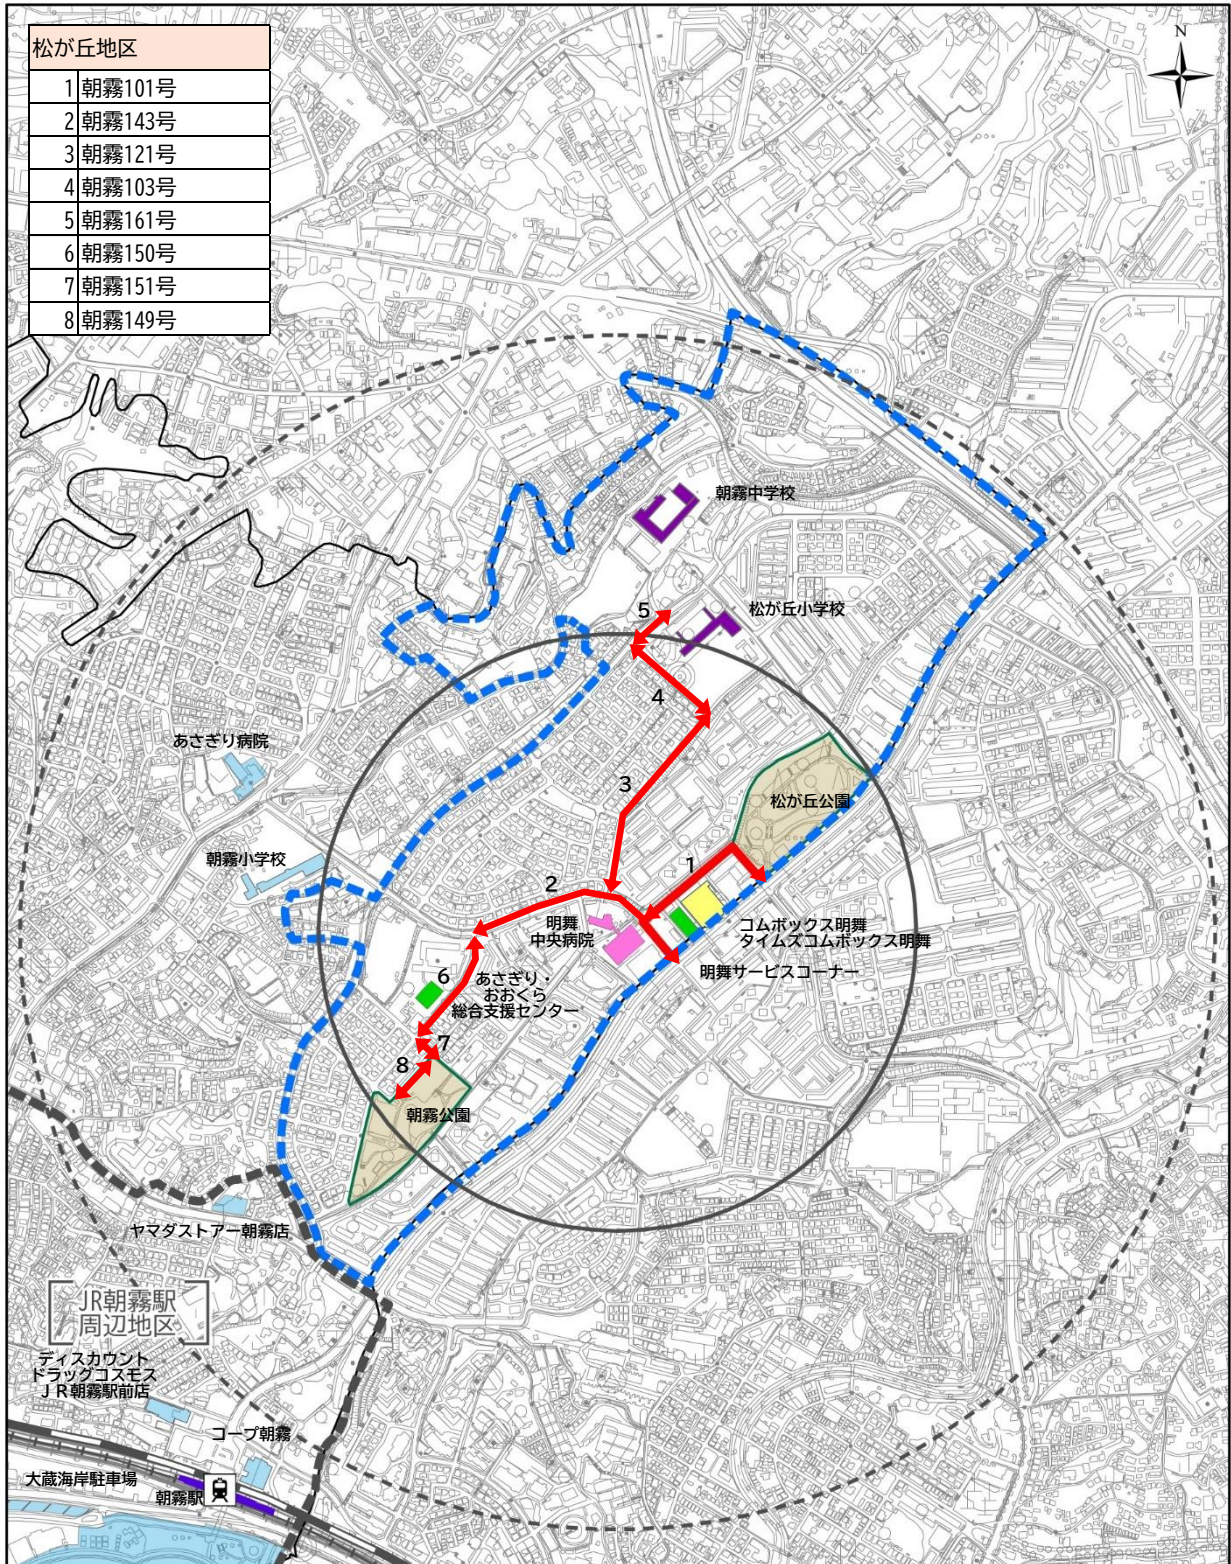 松が丘地区
1 朝霧101号
2 朝霧143号
3 朝霧121号
4 朝霧103号
5 朝霧161号
6 朝霧150号
7 朝霧151号
8 朝霧149号
N
朝霧中学校
5
松が丘小学校
4
あさぎり病院
3
松が丘公園
朝霧小学校
1
2
明舞
中央病院
コムボックス明舞
タイムズコムボックス明舞
明舞サービスコーナー
6
あさぎり・
おおくら
総合支援センター
7
8
朝霧公園
ヤマダストアー朝霧店
JR朝霧駅
周辺地区
ディスカウント
ドラッグコスモス
ＪＲ朝霧駅前店
コープ朝霧
大蔵海岸駐車場
朝霧駅